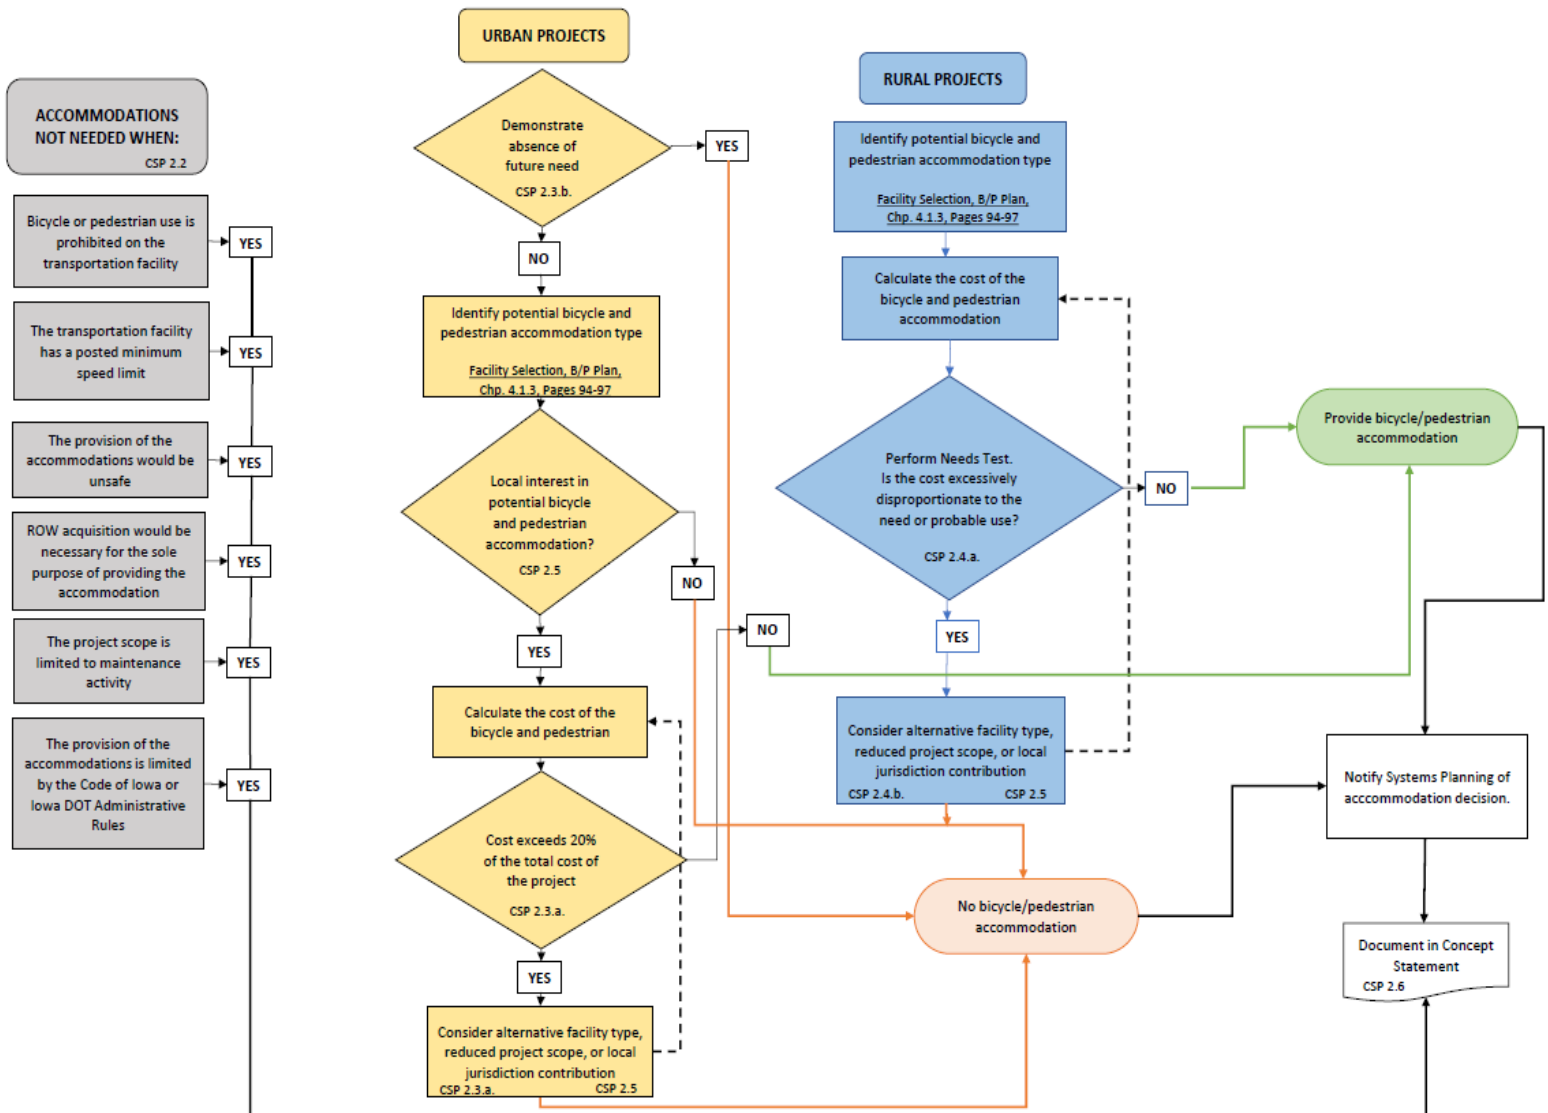 ACCOMMODATIONS
NOT NEEDED WHEN:
CSP 2.2
Bicycle or pedestrian use is
prohibited on the
transportation facility
YES
The transportation facility
has a posted minimum
speed limit
YES
The provision of the
accommodations would be
unsafe
YES
ROW acquisition would be
necessary for the sole
purpose of providing the
accommodation
YES
The project scope is
limited to maintenance
activity
YES
The provision of the
accommodations is limited
by the Code of Iowa or
Iowa DOT Administrative
Rules
YES
URBAN PROJECTS
Demonstrate
absence of
future need
CSP 2.3.b.
YES
NO
Identify potential bicycle and
pedestrian accommodation type
Facility Selection, B/P Plan,
Chp. 4.1.3, Pages 94-97
Local interest in
potential bicycle
and pedestrian
accommodation?
CSP 2.5
NO
YES
Calculate the cost of the
bicycle and pedestrian
Cost exceeds 20%
of the total cost of
the project
CSP 2.3.a.
NO
YES
Consider alternative facility type,
reduced project scope, or local
jurisdiction contribution
CSP 2.3.a.
CSP 2.5
RURAL PROJECTS
Identify potential bicycle and
pedestrian accommodation type
Facility Selection, B/P Plan,
Chp. 4.1.3, Pages 94-97
Calculate the cost of the
bicycle and pedestrian
accommodation
Perform Needs Test.
Is the cost excessively
disproportionate to the
need or probable use?
CSP 2.4.a.
NO
YES
Consider alternative facility type,
reduced project scope, or local
jurisdiction contribution
CSP 2.4.b.
CSP 2.5
Provide bicycle/pedestrian
accommodation
No bicycle/pedestrian
accommodation
Notify Systems Planning of
acccommodation decision.
Document in Concept
Statement
CSP 2.6